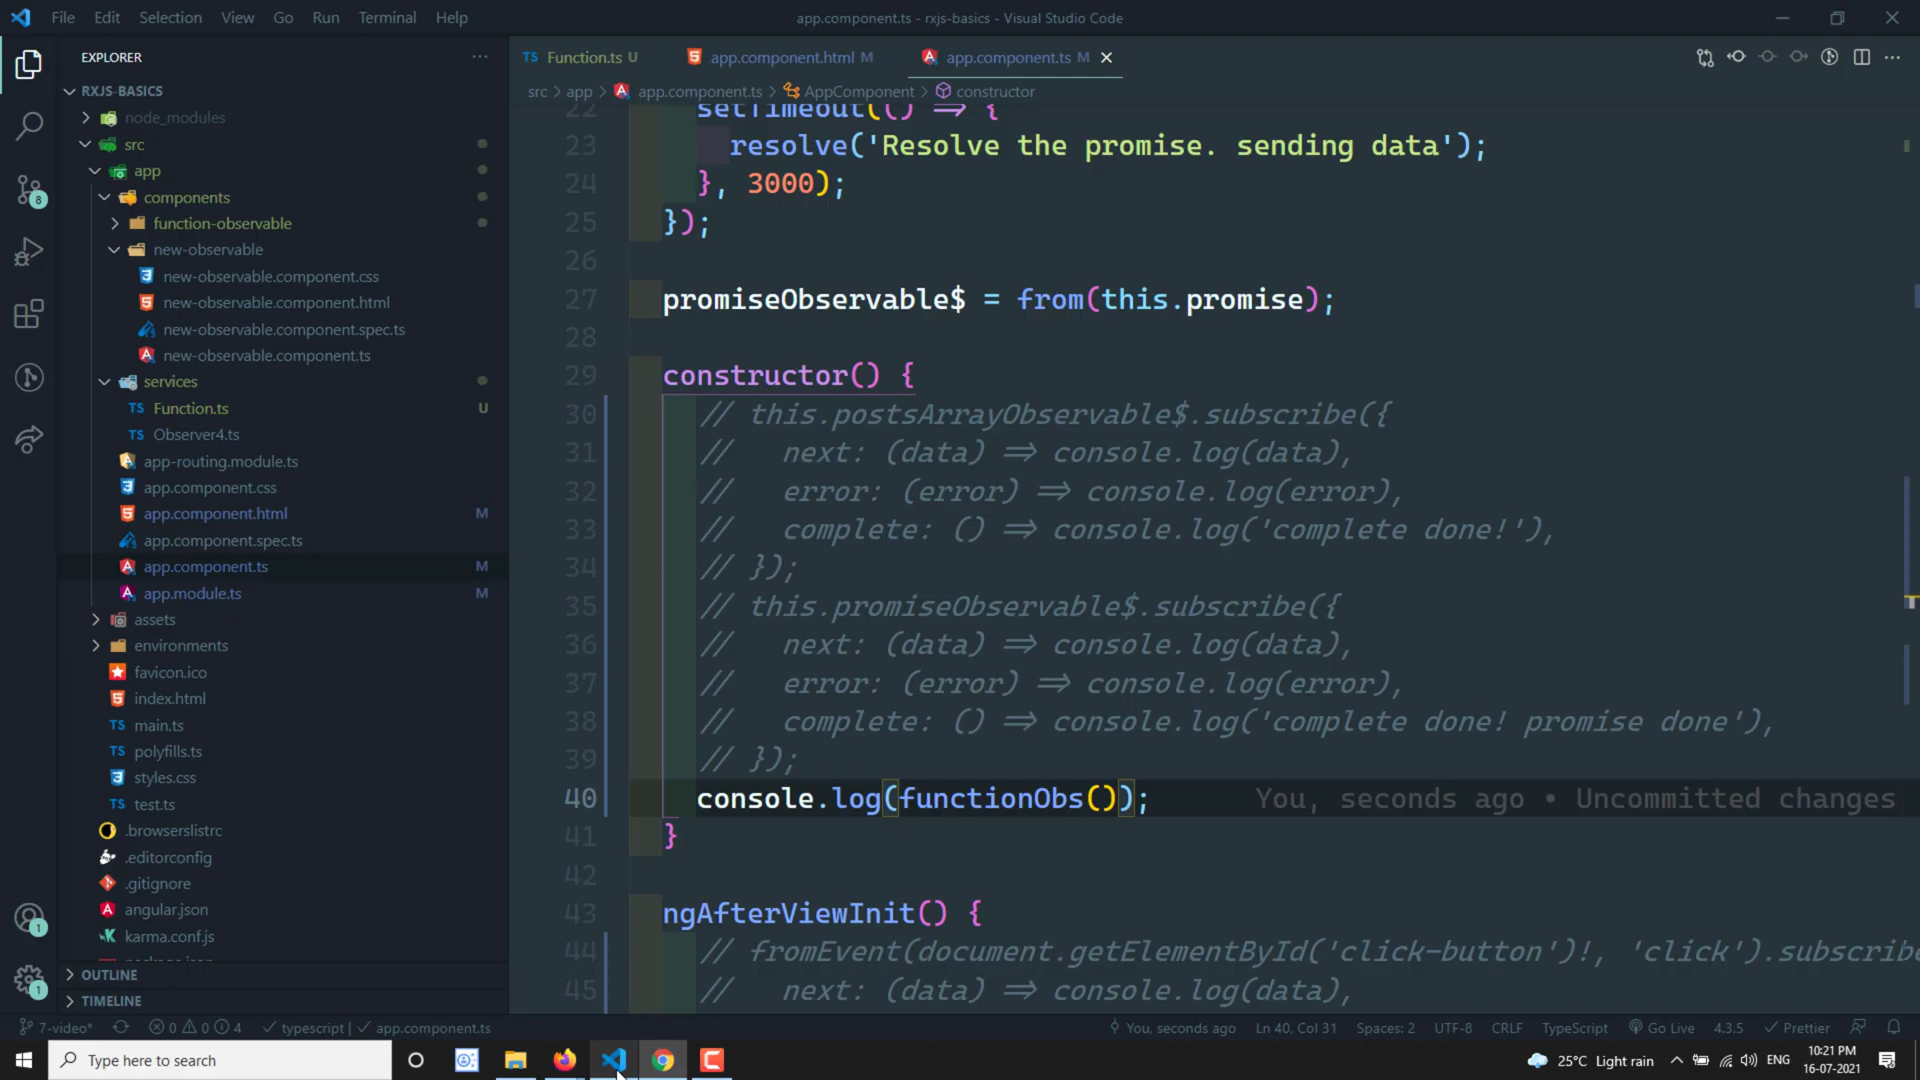 File Edit Selection View Go Run Terminal Help
app.component.ts - rxjs-basics - Visual Studio Code
EXPLORER
RXJS-BASICS
node_modules
src
app
components
function-observable
new-observable
new-observable.component.css
new-observable.component.html
new-observable.component.spec.ts
new-observable.component.ts
services
TS Function.ts U
TS Observer4.ts
app-routing.module.ts
app.component.css
app.component.html M
app.component.spec.ts
app.component.ts M
app.module.ts M
assets
environments
favicon.ico
index.html
TS main.ts
TS polyfills.ts
styles.css
TS test.ts
.browserslistrc
.editorconfig
.gitignore
angular.json
karma.conf.js
OUTLINE
TIMELINE
8
1
1
TS Function.ts U
app.component.html M
app.component.ts M
src > app > app.component.ts > AppComponent > constructor
22 setTimeout(() => {
23 resolve('Resolve the promise. sending data');
24 }, 3000);
25 });
26
27 promiseObservable$ = from(this.promise);
28
29 constructor() {
30 // this.postsArrayObservable$.subscribe({
31 // next: (data) => console.log(data),
32 // error: (error) => console.log(error),
33 // complete: () => console.log('complete done!'),
34 // });
35 // this.promiseObservable$.subscribe({
36 // next: (data) => console.log(data),
37 // error: (error) => console.log(error),
38 // complete: () => console.log('complete done! promise done'),
39 // });
40 console.log(functionObs()); You, seconds ago • Uncommitted changes
41 }
42
43 ngAfterViewInit() {
44 // fromEvent(document.getElementById('click-button')!, 'click').subscribe
45 // next: (data) => console.log(data),
7-video* 0 0 4 typescript | app.component.ts
You, seconds ago Ln 40, Col 31 Spaces: 2 UTF-8 CRLF TypeScript Go Live 4.3.5 Prettier
Type here to search
25°C Light rain ENG
10:21 PM
16-07-2021